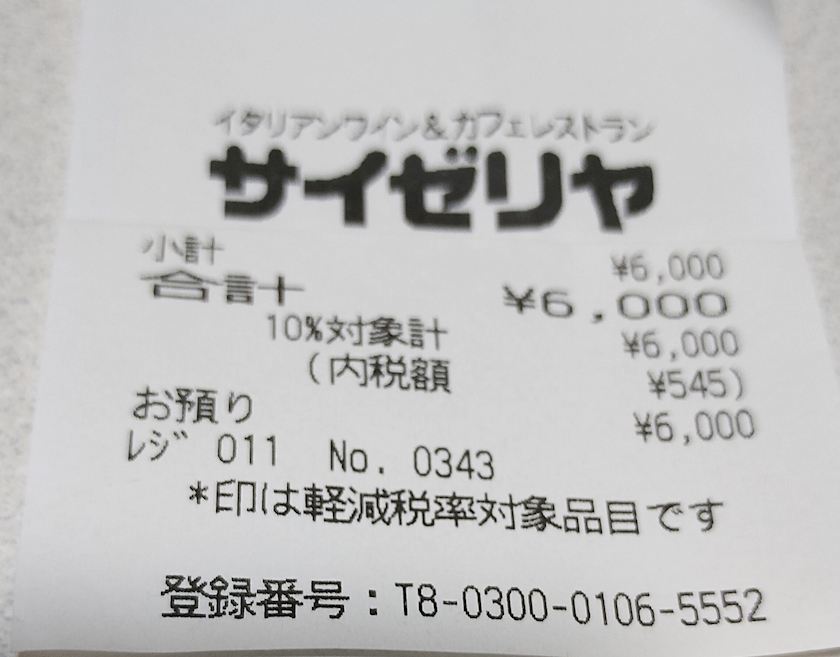 イタリアンワイン&カフェレストラン
サイゼリヤ
小計 ¥6,000
合計 ¥6,000
10%対象計 ¥6,000
(内税額 ¥545)
お預り ¥6,000
レジ 011 No. 0343
*印は軽減税率対象品目です
登録番号:T8-0300-0106-5552